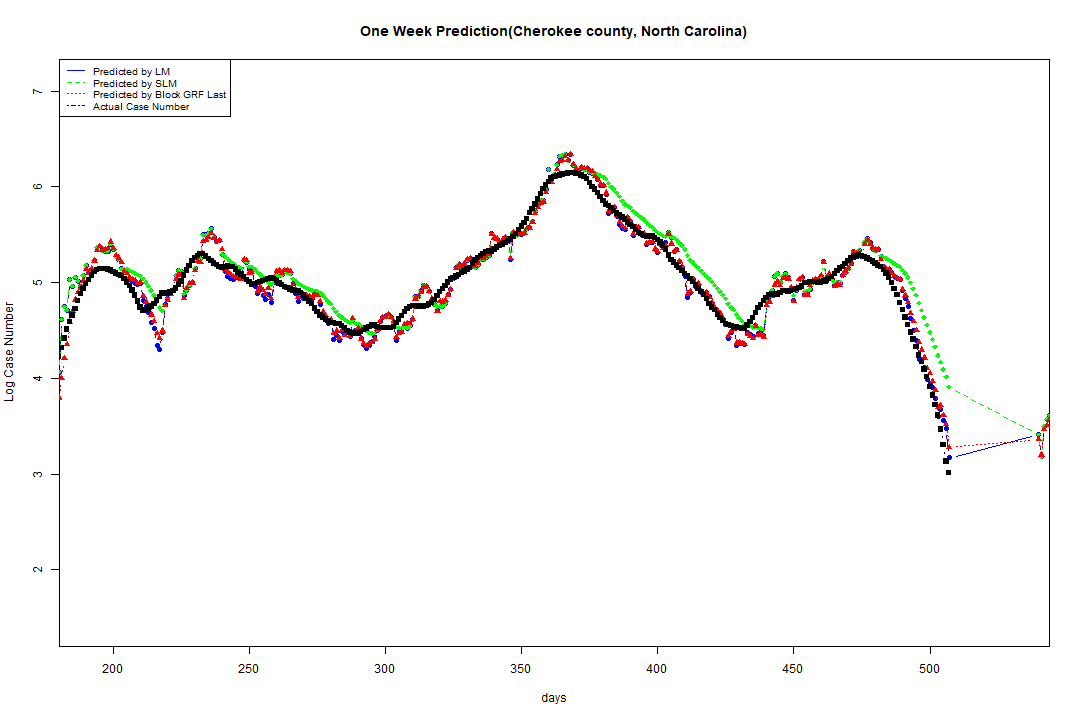 One Week Prediction(Cherokee county, North Carolina)
Predicted by LM
Predicted by SLM
Predicted by Block GRF Last
Actual Case Number
7
6
5
4
3
2
Log Case Number
200 250 300 350 400 450 500
days